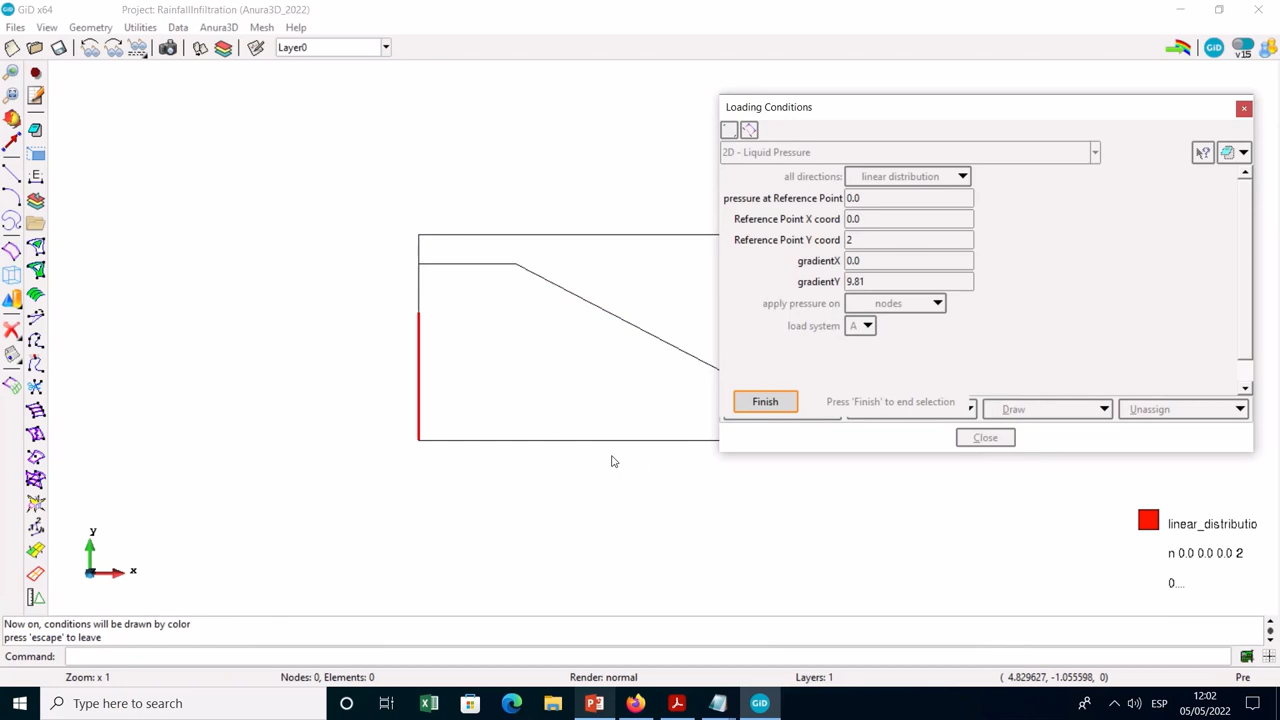 GiD x64
Project: RainfallInfiltration (Anura3D_2022)
Files View Geometry Utilities Data Anura3D Mesh Help
Layer0
GiD
v15
E
Loading Conditions
2D - Liquid Pressure
all directions: linear distribution
pressure at Reference Point 0.0
Reference Point X coord 0.0
Reference Point Y coord 2
gradientX 0.0
gradientY 9.81
apply pressure on nodes
load system A
Finish Press 'Finish' to end selection Draw Unassign
Close
y
x
linear_distributio
n 0.0 0.0 0.0 2
0....
Now on, conditions will be drawn by color
press 'escape' to leave
Command:
Zoom: x 1 Nodes: 0, Elements: 0 Render: normal Layers: 1 ( 4.829627, -1.055598, 0) Pre
Type here to search
ESP
12:02
05/05/2022